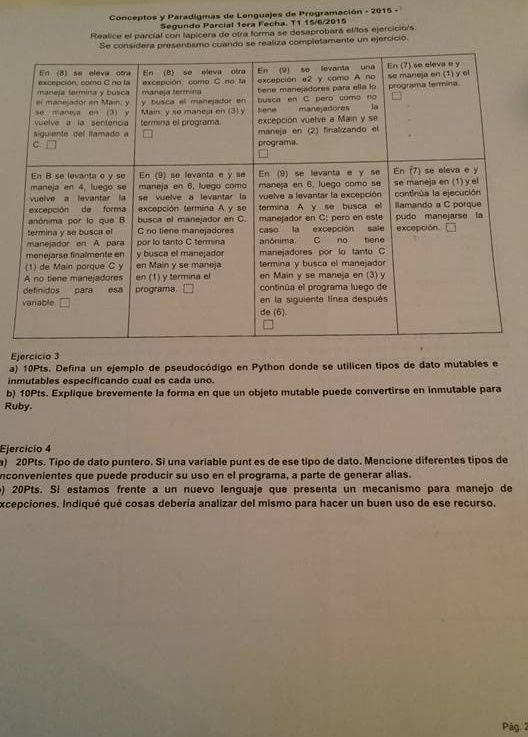 Conceptos y Paradigmas de Lenguajes de Programación - 2015 -
Segundo Parcial 1era Fecha. T1 15/6/2015
Realice el parcial con lapicera de otra forma se desaprobará el/los ejercicio/s.
Se considera presentismo cuando se realiza completamente un ejercicio.
En (8) se eleva otra
excepción; como C no la
maneja termina y busca
el manejador en Main; y
se maneja en (3) y
vuelve a la sentencia
siguiente del llamado a
C.
En (8) se eleva otra
excepción; como C no la
maneja termina
y busca el manejador en
Main; y se maneja en (3) y
termina el programa.
En (9) se levanta una
excepción e2 y como A no
tiene manejadores para ella lo
busca en C pero como no
tiene manejadores la
excepción vuelve a Main y se
maneja en (2) finalizando el
programa.
En (7) se eleva e y
se maneja en (1) y el
programa termina.
En B se levanta e y se
maneja en 4, luego se
vuelve a levantar la
excepción de forma
anónima por lo que B
termina y se busca el
manejador en A para
menejarse finalmente en
(1) de Main porque C y
A no tiene manejadores
definidos para esa
variable.
En (9) se levanta e y se
maneja en 6, luego como
se vuelve a levantar la
excepción termina A y se
busca el manejador en C.
C no tiene manejadores
por lo tanto C termina
y busca el manejador
en Main y se maneja
en (1) y termina el
programa.
En (9) se levanta e y se
maneja en 6, luego como se
vuelve a levantar la excepción
termina A y se busca el
manejador en C; pero en este
caso la excepción sale
anónima. C no tiene
manejadores por lo tanto C
termina y busca el manejador
en Main y se maneja en (3) y
continúa el programa luego de
en la siguiente línea después
de (6).
En (7) se eleva e y
se maneja en (1) y el
continúa la ejecución
llamando a C porque
pudo manejarse la
excepción.
Ejercicio 3
a) 10Pts. Defina un ejemplo de pseudocódigo en Python donde se utilicen tipos de dato mutables e
inmutables especificando cual es cada uno.
b) 10Pts. Explique brevemente la forma en que un objeto mutable puede convertirse en inmutable para
Ruby.
Ejercicio 4
a) 20Pts. Tipo de dato puntero. Si una variable punt es de ese tipo de dato. Mencione diferentes tipos de
nconvenientes que puede producir su uso en el programa, a parte de generar alias.
) 20Pts. Si estamos frente a un nuevo lenguaje que presenta un mecanismo para manejo de
xcepciones. Indiqué qué cosas debería analizar del mismo para hacer un buen uso de ese recurso.
Pág. 2